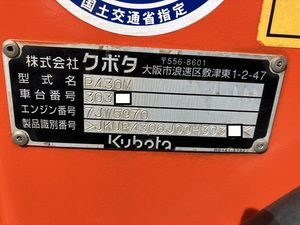 国土交通省指定
株式会社クボタ
〒556-8601
大阪市浪速区敷津東1-2-47
型式名 R430M
車台番号 303
エンジン番号 7JW5070
製品識別番号
Kubota